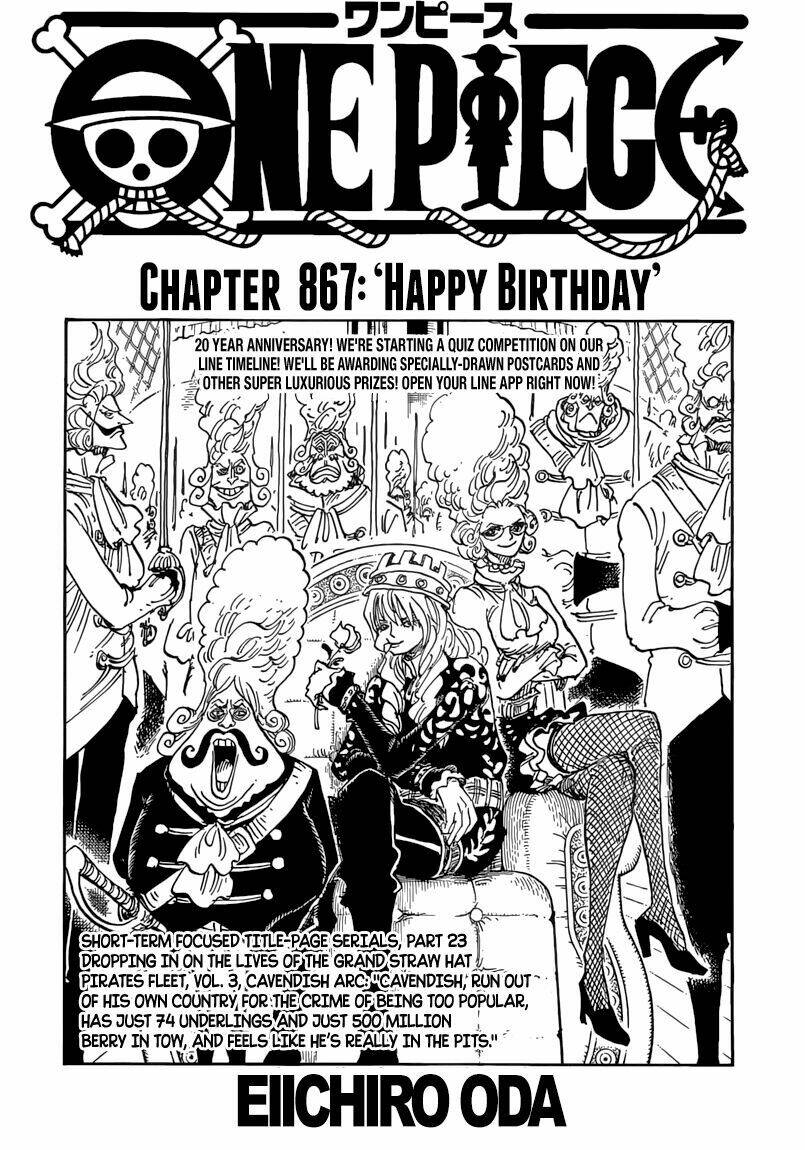 ワンピース
ONE PIECE
CHAPTER 867: 'HAPPY BIRTHDAY'
20 YEAR ANNIVERSARY! WE'RE STARTING A QUIZ COMPETITION ON OUR
LINE TIMELINE! WE'LL BE AWARDING SPECIALLY-DRAWN POSTCARDS AND
OTHER SUPER LUXURIOUS PRIZES! OPEN YOUR LINE APP RIGHT NOW!
SHORT-TERM FOCUSED TITLE-PAGE SERIALS, PART 23
DROPPING IN ON THE LIVES OF THE GRAND STRAW HAT
PIRATES FLEET, VOL. 3, CAVENDISH ARC: "CAVENDISH, RUN OUT
OF HIS OWN COUNTRY FOR THE CRIME OF BEING TOO POPULAR,
HAS JUST 74 UNDERLINGS AND JUST 500 MILLION
BERRY IN TOW, AND FEELS LIKE HE'S REALLY IN THE PITS."
EIICHIRO ODA